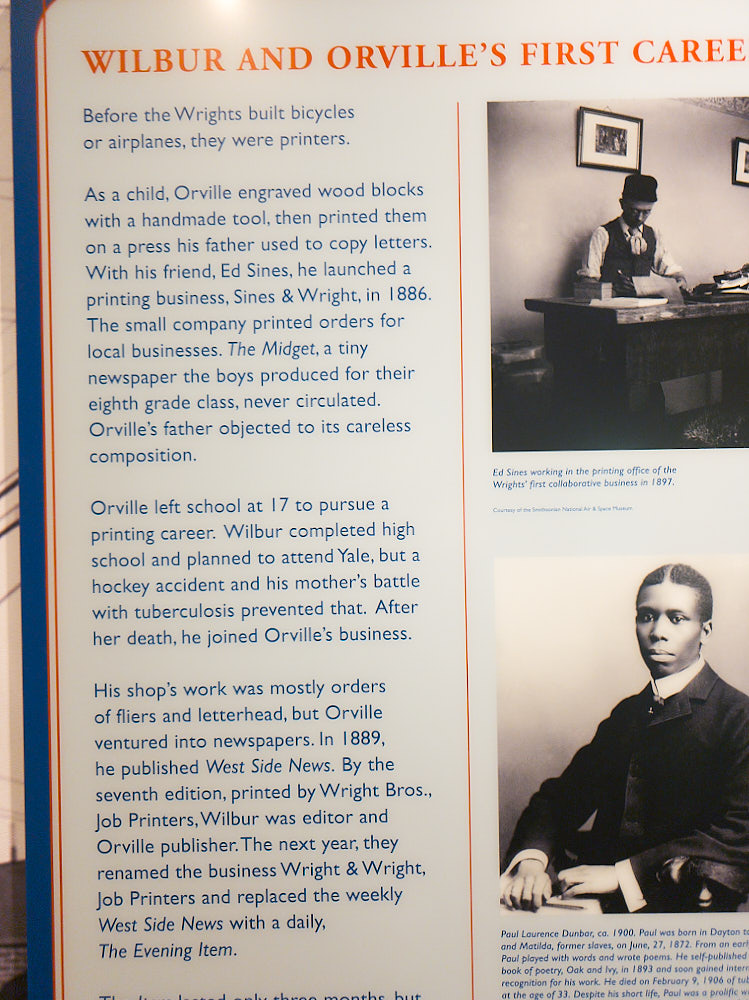 WILBUR AND ORVILLE'S FIRST CAREE
Before the Wrights built bicycles
or airplanes, they were printers.
As a child, Orville engraved wood blocks
with a handmade tool, then printed them
on a press his father used to copy letters.
With his friend, Ed Sines, he launched a
printing business, Sines & Wright, in 1886.
The small company printed orders for
local businesses. The Midget, a tiny
newspaper the boys produced for their
eighth grade class, never circulated.
Orville's father objected to its careless
composition.
Orville left school at 17 to pursue a
printing career. Wilbur completed high
school and planned to attend Yale, but a
hockey accident and his mother's battle
with tuberculosis prevented that. After
her death, he joined Orville's business.
His shop's work was mostly orders
of fliers and letterhead, but Orville
ventured into newspapers. In 1889,
he published West Side News. By the
seventh edition, printed by Wright Bros.,
Job Printers, Wilbur was editor and
Orville publisher. The next year, they
renamed the business Wright & Wright,
Job Printers and replaced the weekly
West Side News with a daily,
The Evening Item.
The Item lasted only three months, but
Ed Sines working in the printing office of the
Wrights' first collaborative business in 1897.
Courtesy of the Smithsonian National Air & Space Museum
Paul Laurence Dunbar, ca. 1900. Paul was born in Dayton to
and Matilda, former slaves, on June, 27, 1872. From an earl
Paul played with words and wrote poems. He self-published
book of poetry, Oak and Ivy, in 1893 and soon gained intern
recognition for his work. He died on February 9, 1906 of tub
at the age of 33. Despite his short life, Paul was a prolific w